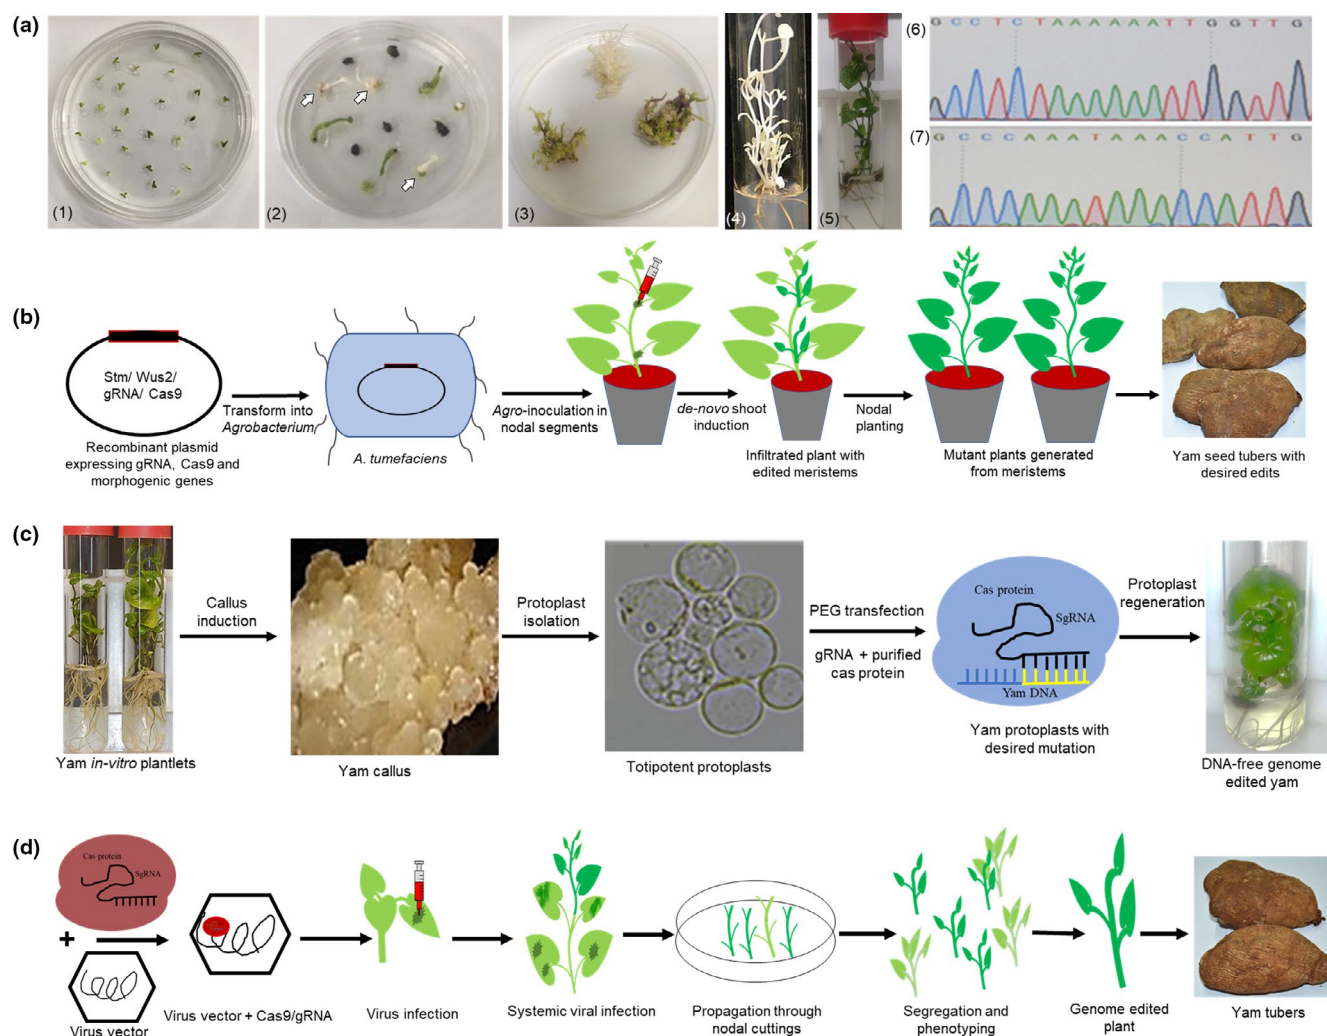 (a)
(1)
(2)
(3)
(4)
(5)
(6)
G C C T C T A A A A A A T T G G T T G
(7)
G C C C A A A T A A A C C A T T G
(b)
Stm/ Wus2/
gRNA/ Cas9
Recombinant plasmid
expressing gRNA, Cas9 and
morphogenic genes
Transform into
Agrobacterium
A. tumefaciens
Agro-inoculation in
nodal segments
de-novo shoot
induction
Infiltrated plant with
edited meristems
Nodal
planting
Mutant plants generated
from meristems
Yam seed tubers with
desired edits
(c)
Yam in-vitro plantlets
Callus
induction
Yam callus
Protoplast
isolation
Totipotent protoplasts
PEG transfection
gRNA + purified
cas protein
Cas protein
SgRNA
Yam DNA
Yam protoplasts with
desired mutation
Protoplast
regeneration
DNA-free genome
edited yam
(d)
Cas protein
SgRNA
+
Virus vector
Virus vector + Cas9/gRNA
Virus infection
Systemic viral infection
Propagation through
nodal cuttings
Segregation and
phenotyping
Genome edited
plant
Yam tubers